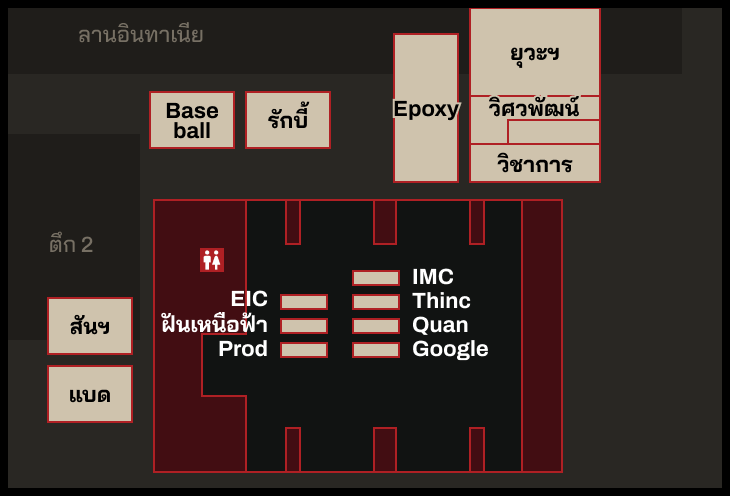 ลานอินทาเนีย
ยุวะฯ
Epoxy
วิศวพัฒน์
Base
ball
รักบี้
วิชาการ
ตึก 2
IMC
EIC
Thinc
ฝันเหนือฟ้า
Quan
สันฯ
Prod
Google
แบด